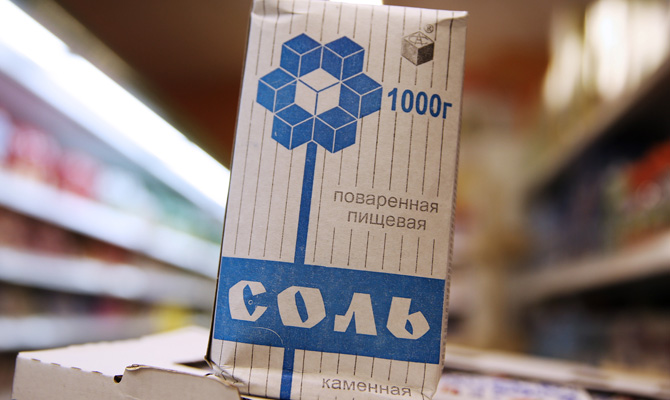 1000г
поваренная
пищевая
СОЛЬ
каменная